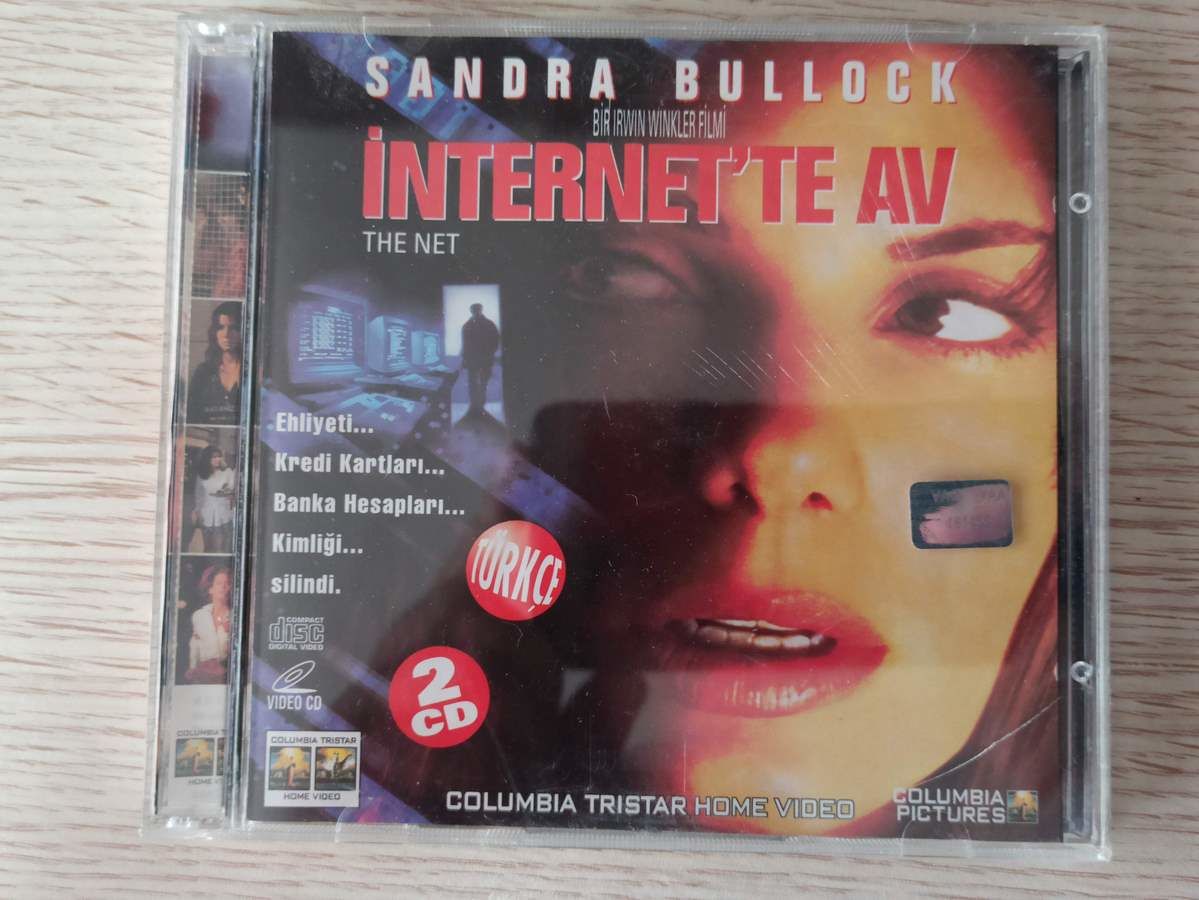 SANDRA BULLOCK
BİR IRWIN WINKLER FİLMİ
İNTERNET'TE AV
THE NET
Ehliyeti...
Kredi Kartları...
Banka Hesapları...
Kimliği...
silindi.
TÜRKÇE
COMPACT
disc
DIGITAL VIDEO
VIDEO CD
2
CD
COLUMBIA TRISTAR
HOME VIDEO
COLUMBIA TRISTAR HOME VIDEO
COLUMBIA
PICTURES